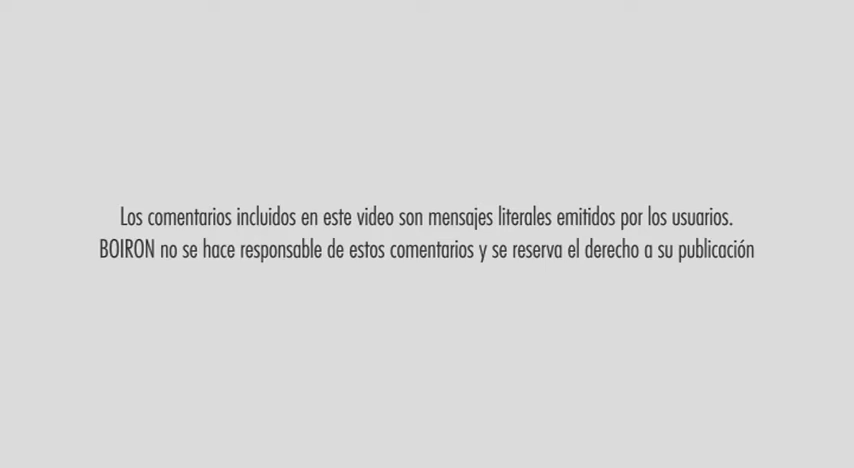 Los comentarios incluidos en este video son mensajes literales emitidos por los usuarios.
BOIRON no se hace responsable de estos comentarios y se reserva el derecho a su publicación